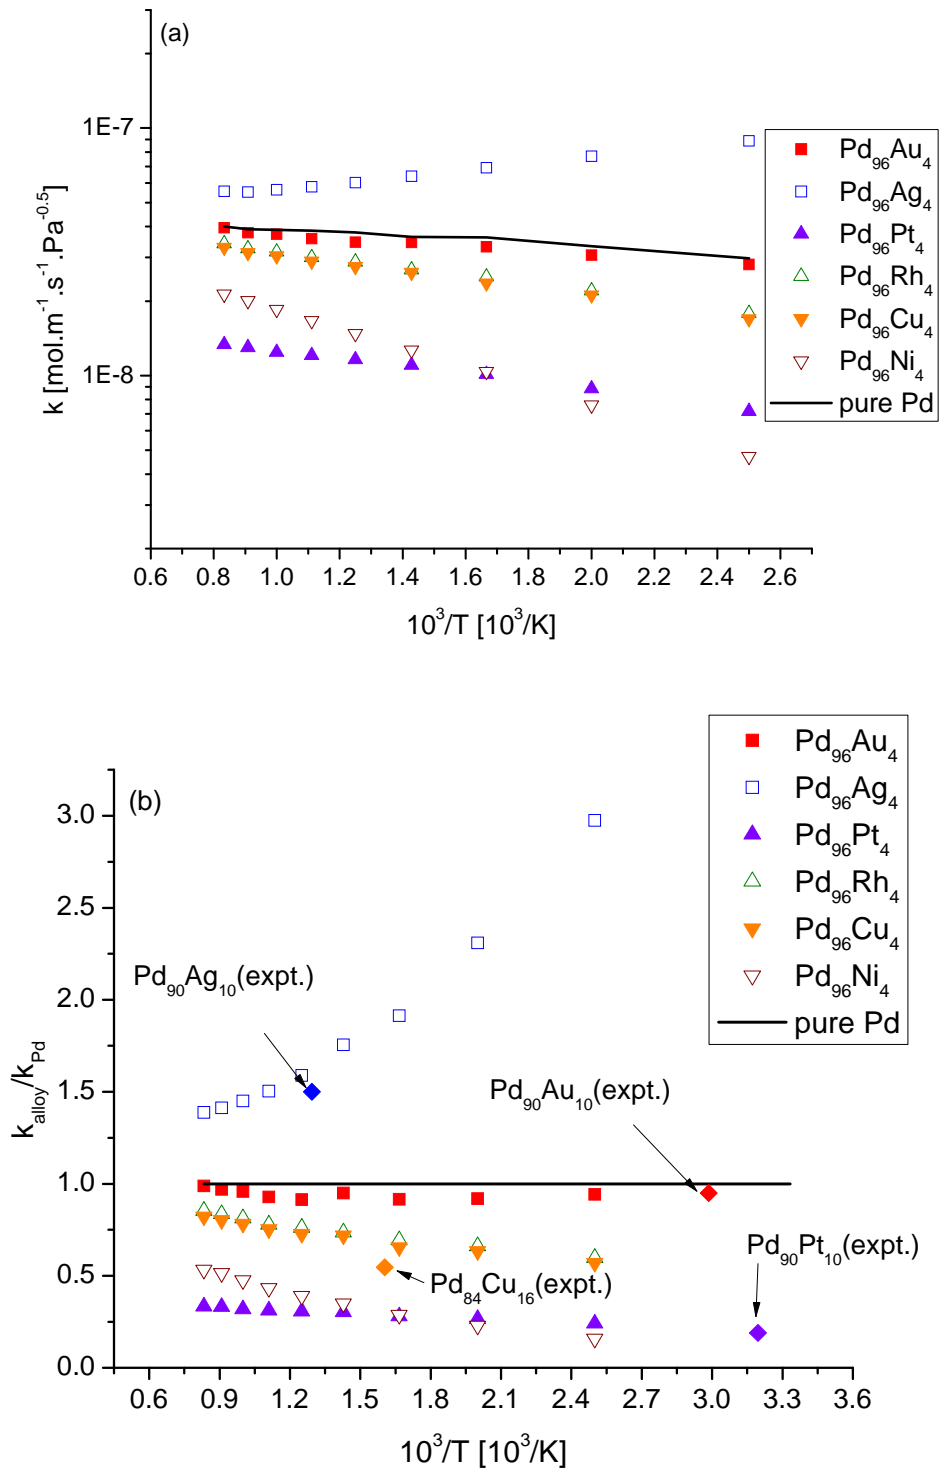 (a)
1E-7
1E-8
k [mol.m⁻¹.s⁻¹.Pa⁻⁰·⁵]
Pd₉₆Au₄
Pd₉₆Ag₄
Pd₉₆Pt₄
Pd₉₆Rh₄
Pd₉₆Cu₄
Pd₉₆Ni₄
pure Pd
0.6 0.8 1.0 1.2 1.4 1.6 1.8 2.0 2.2 2.4 2.6
10³/T [10³/K]
(b)
Pd₉₆Au₄
Pd₉₆Ag₄
Pd₉₆Pt₄
Pd₉₆Rh₄
Pd₉₆Cu₄
Pd₉₆Ni₄
pure Pd
3.0
2.5
2.0
1.5
1.0
0.5
0.0
k_alloy/k_Pd
Pd₉₀Ag₁₀(expt.)
Pd₉₀Au₁₀(expt.)
Pd₉₀Pt₁₀(expt.)
Pd₈₄Cu₁₆(expt.)
0.6 0.9 1.2 1.5 1.8 2.1 2.4 2.7 3.0 3.3 3.6
10³/T [10³/K]